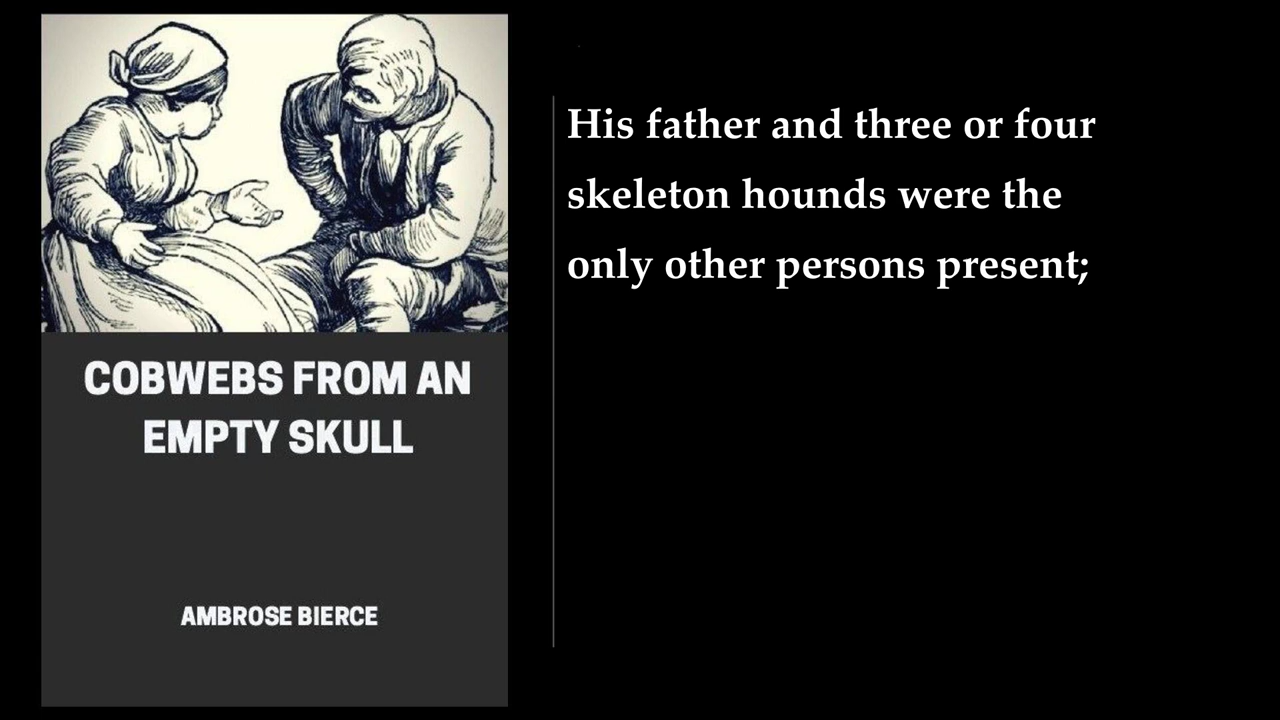 COBWEBS FROM AN
EMPTY SKULL
AMBROSE BIERCE
His father and three or four
skeleton hounds were the
only other persons present;